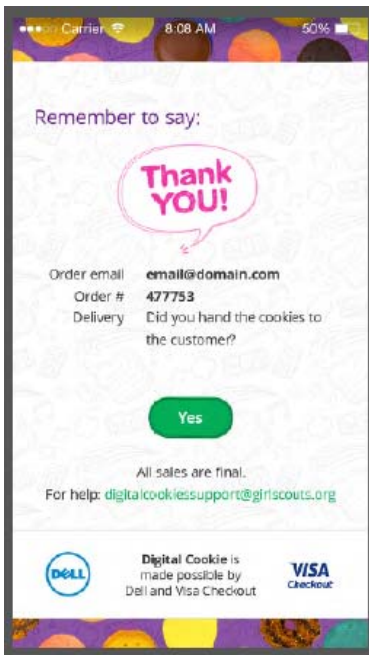 Carrier 8:08 AM 50%
Remember to say:
Thank
YOU!
Order email email@domain.com
Order # 477753
Delivery Did you hand the cookies to
the customer?
Yes
All sales are final.
For help: digitalcookiessupport@girlscouts.org
DELL
Digital Cookie is
made possible by
Dell and Visa Checkout
VISA
Checkout